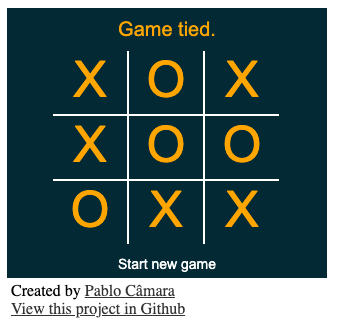 Game tied.
X O X
X O O
O X X
Start new game
Created by Pablo Câmara
View this project in Github